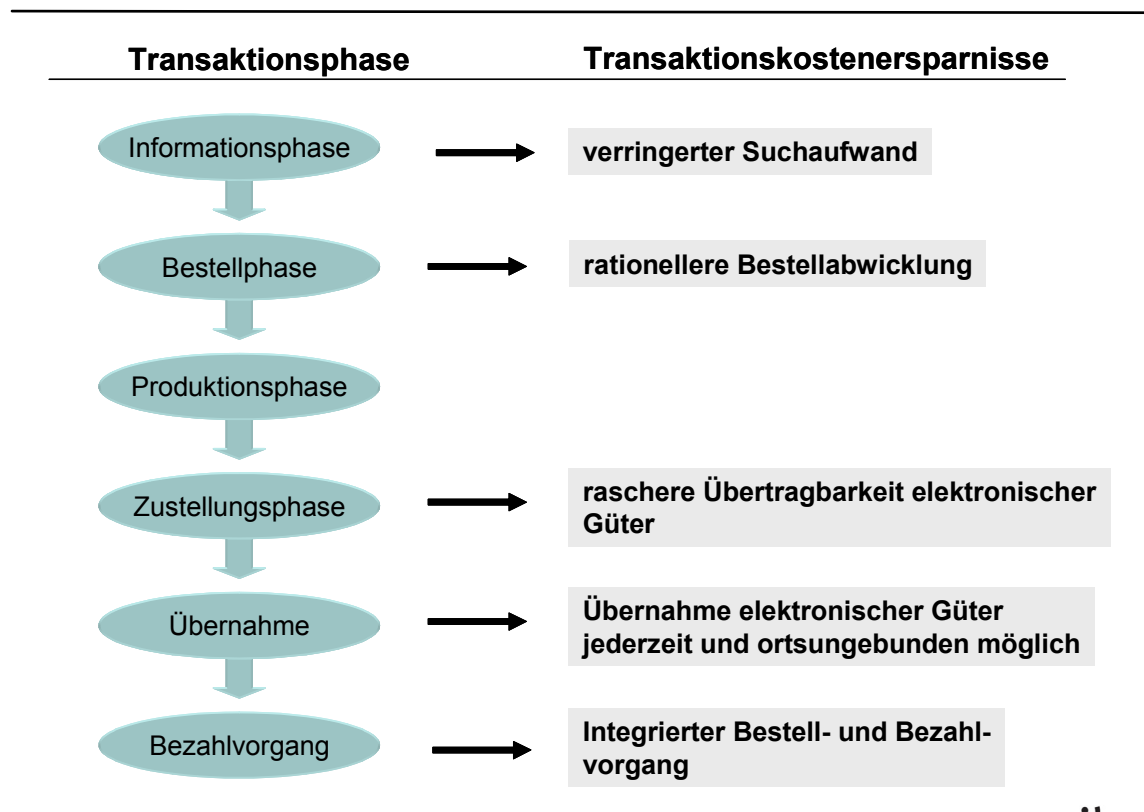 Transaktionsphase Transaktionskostenersparnisse
Informationsphase verringerter Suchaufwand
Bestellphase rationellere Bestellabwicklung
Produktionsphase
Zustellungsphase raschere Übertragbarkeit elektronischer
Güter
Übernahme Übernahme elektronischer Güter
jederzeit und ortsungebunden möglich
Bezahlvorgang Integrierter Bestell- und Bezahl-
vorgang